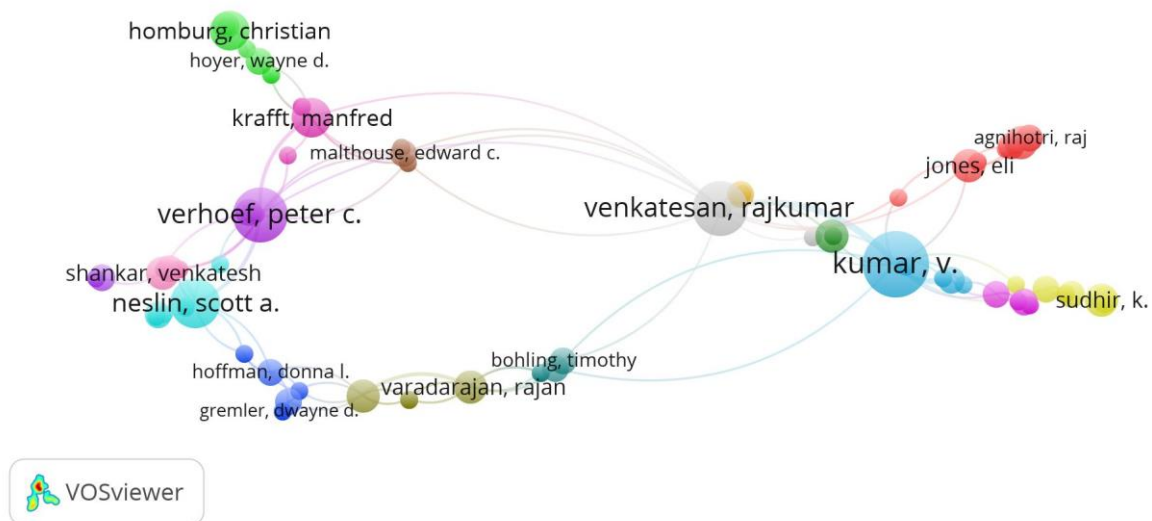 homburg, christian
hoyer, wayne d.
krafft, manfred
malthouse, edward c.
agnihotri, raj
jones, eli
verhoef, peter c.
venkatesan, rajkumar
kumar, v.
shankar, venkatesh
neslin, scott a.
sudhir, k.
bohling, timothy
hoffman, donna l.
varadarajan, rajan
gremler, dwayne d.
VOSviewer